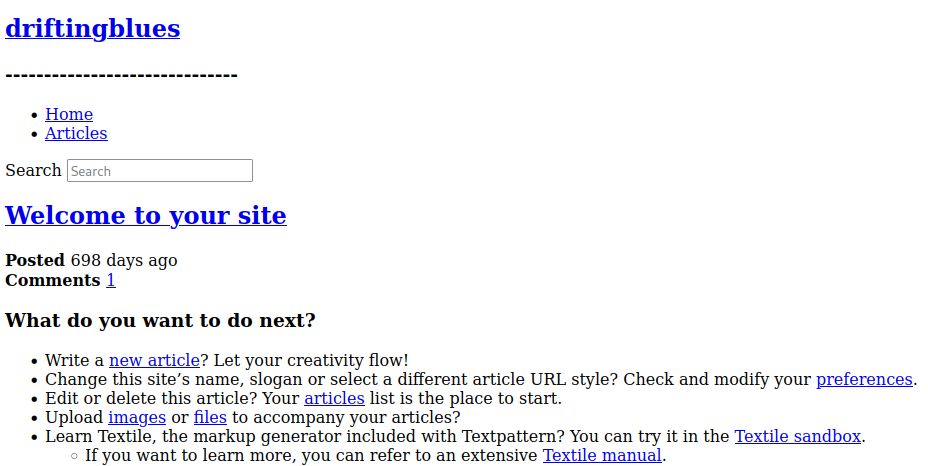 driftingblues
------------------------------
• Home
• Articles
Search Search
Welcome to your site
Posted 698 days ago
Comments 1
What do you want to do next?
• Write a new article? Let your creativity flow!
• Change this site’s name, slogan or select a different article URL style? Check and modify your preferences.
• Edit or delete this article? Your articles list is the place to start.
• Upload images or files to accompany your articles?
• Learn Textile, the markup generator included with Textpattern? You can try it in the Textile sandbox.
◦ If you want to learn more, you can refer to an extensive Textile manual.